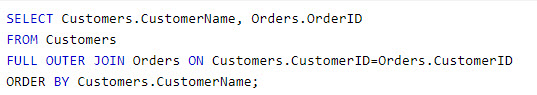 SELECT Customers.CustomerName, Orders.OrderID
FROM Customers
FULL OUTER JOIN Orders ON Customers.CustomerID=Orders.CustomerID
ORDER BY Customers.CustomerName;